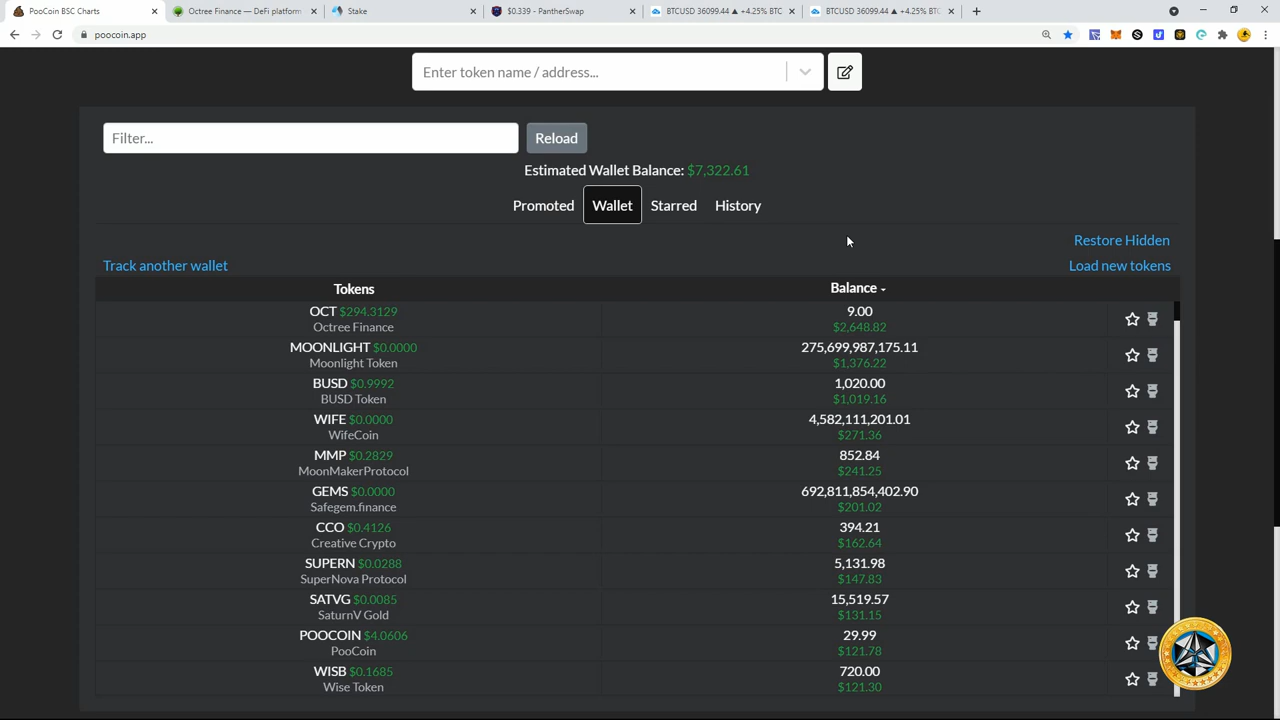 PooCoin BSC Charts
Octree Finance — DeFi platform
Stake
$0.339 - PantherSwap
BTCUSD 36099.44 ▲ +4.25% BTC
BTCUSD 36099.44 ▲ +4.25% BTC
poocoin.app
Enter token name / address...
Filter...
Reload
Estimated Wallet Balance: $7,322.61
Promoted
Wallet
Starred
History
Restore Hidden
Track another wallet
Load new tokens
Tokens
Balance
OCT $294.3129
9.00
Octree Finance
$2,648.82
MOONLIGHT $0.0000
275,699,987,175.11
Moonlight Token
$1,376.22
BUSD $0.9992
1,020.00
BUSD Token
$1,019.16
WIFE $0.0000
4,582,111,201.01
WifeCoin
$271.36
MMP $0.2829
852.84
MoonMakerProtocol
$241.25
GEMS $0.0000
692,811,854,402.90
Safegem.finance
$201.02
CCO $0.4126
394.21
Creative Crypto
$162.64
SUPERN $0.0288
5,131.98
SuperNova Protocol
$147.83
SATVG $0.0085
15,519.57
SaturnV Gold
$131.15
POOCOIN $4.0606
29.99
PooCoin
$121.78
WISB $0.1685
720.00
Wise Token
$121.30